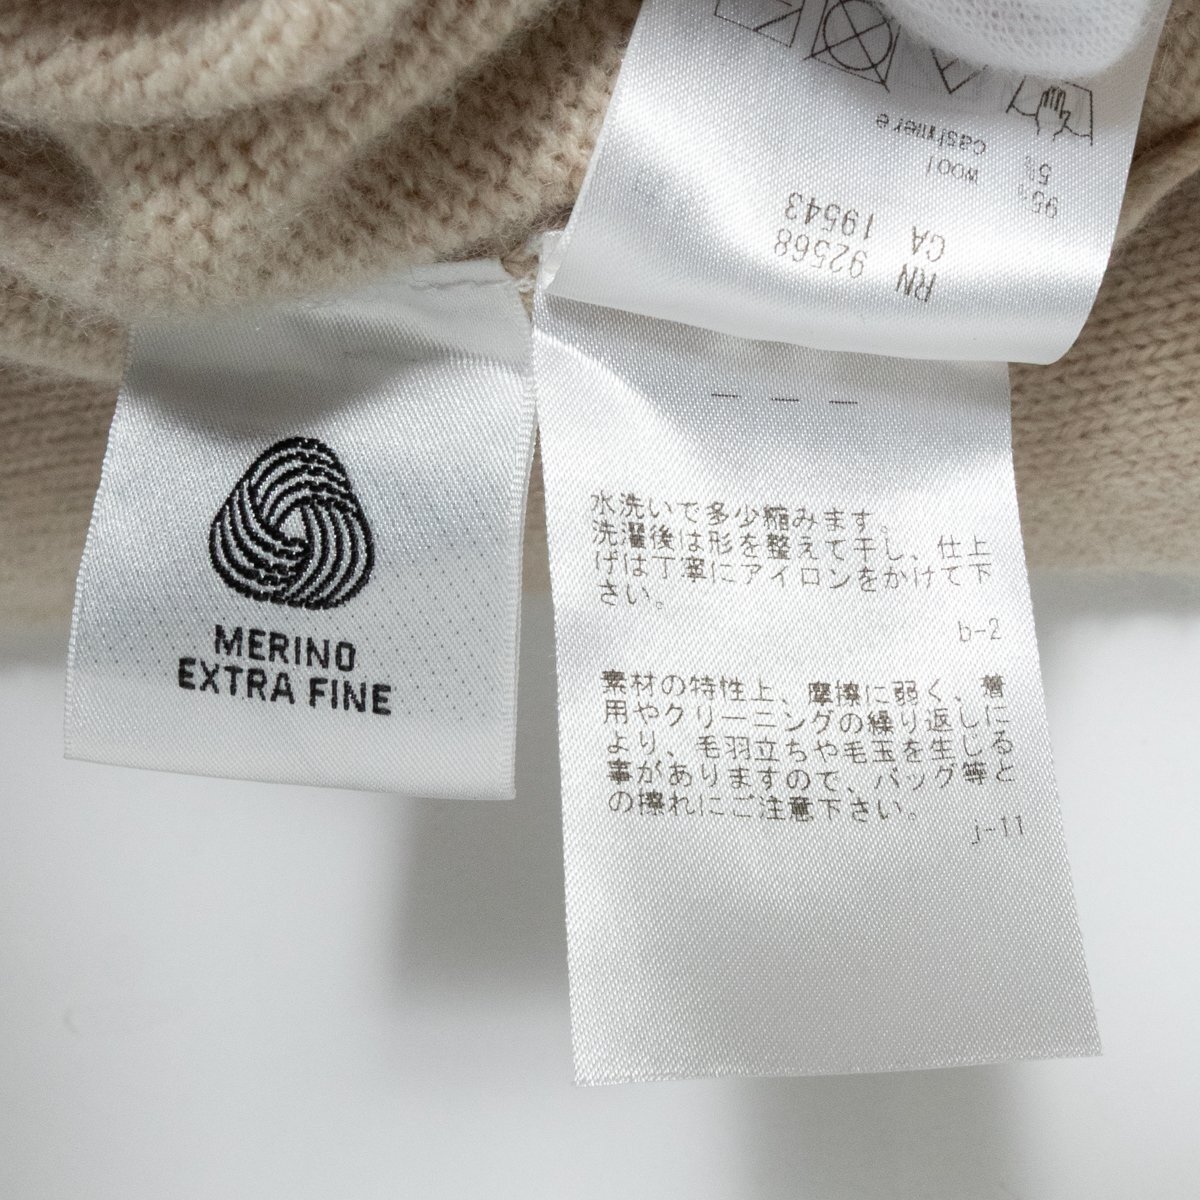 95% wool
5% Cashmere
RN 92568
CA 19543
MERINO
EXTRA FINE
水洗いで多少縮みます。
洗濯後は形を整えて干し、仕上
げは丁寧にアイロンをかけて下
さい。
b-2
素材の特性上、摩擦に弱く、着
用やクリーニングの繰り返しに
より、毛羽立ちや毛玉を生じる
事がありますので、バッグ等と
の擦れにご注意下さい。
j-11